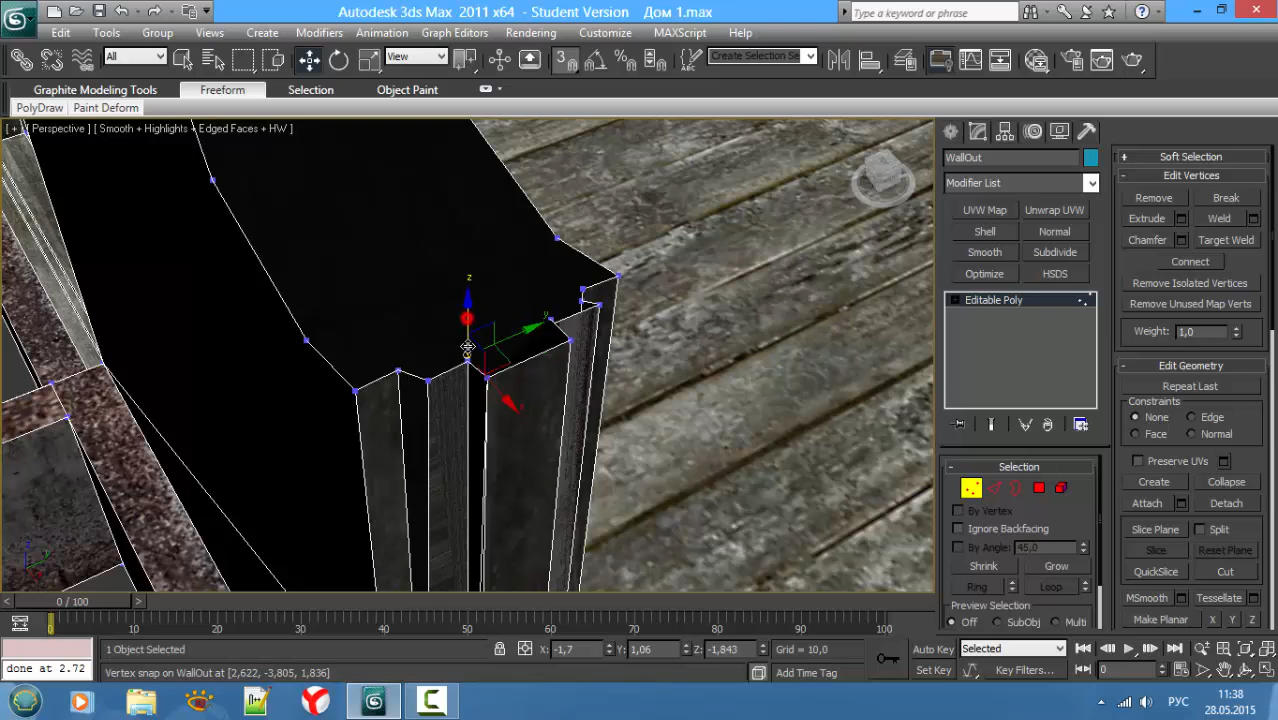 Autodesk 3ds Max 2011 x64 - Student Version Дом 1.max
Type a keyword or phrase
Edit Tools Group Views Create Modifiers Animation Graph Editors Rendering Customize MAXScript Help
All View 3 Create Selection Se
Graphite Modeling Tools Freeform Selection Object Paint
PolyDraw Paint Deform
[ + ] [ Perspective ] [ Smooth + Highlights + Edged Faces + HW ]
z
y
x
WallOut
Modifier List
UVW Map Unwrap UVW
Shell Normal
Smooth Subdivide
Optimize HSDS
Editable Poly
Selection
By Vertex
Ignore Backfacing
By Angle: 45,0
Shrink Grow
Ring Loop
Preview Selection
Off SubObj Multi
Soft Selection
Edit Vertices
Remove Break
Extrude Weld
Chamfer Target Weld
Connect
Remove Isolated Vertices
Remove Unused Map Verts
Weight: 1,0
Edit Geometry
Repeat Last
Constraints
None Edge
Face Normal
Preserve UVs
Create Collapse
Attach Detach
Slice Plane Split
Slice Reset Plane
QuickSlice Cut
MSmooth Tessellate
Make Planar X Y Z
0 / 100
10 20 30 40 50 60 70 80 90 100
1 Object Selected X: -1,7 Y: 1,06 Z: -1,843 Grid = 10,0 Auto Key Selected
done at 2.72 Vertex snap on WallOut at [2,622, -3,805, 1,836] Add Time Tag Set Key Key Filters... 0
РУС 11:38
28.05.2015